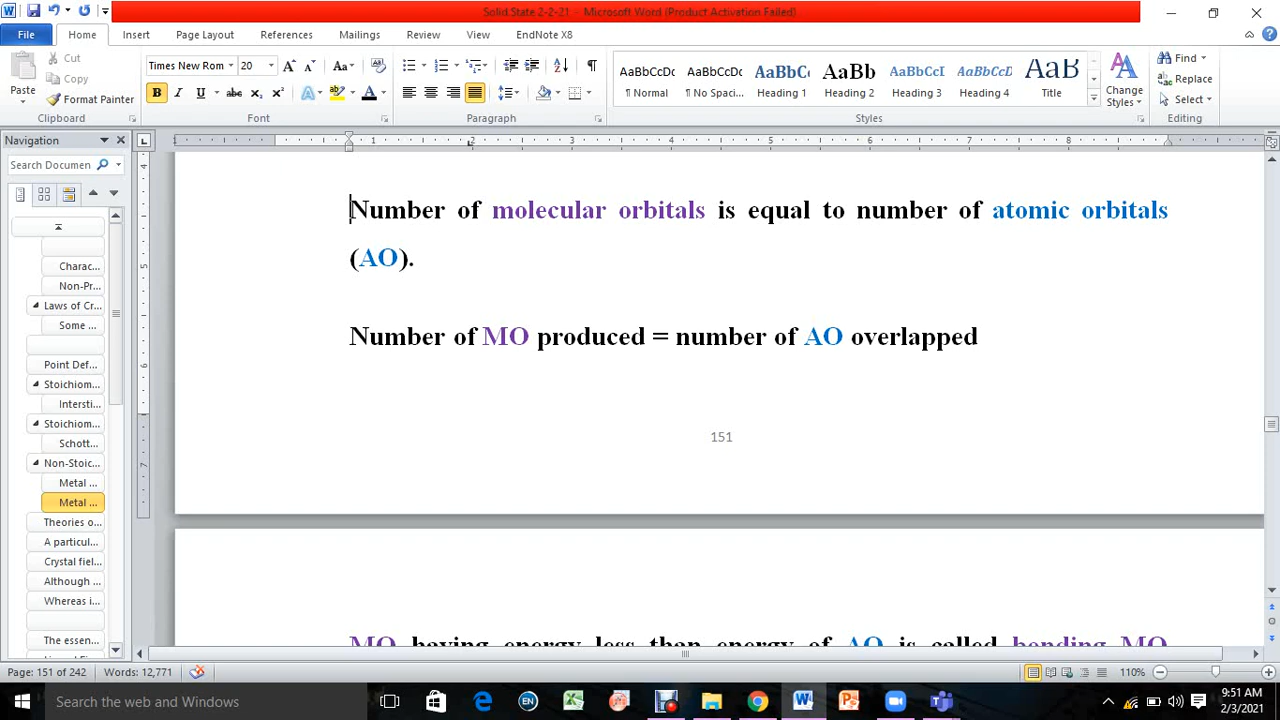 Solid State 2-2-21 - Microsoft Word (Product Activation Failed)
File Home Insert Page Layout References Mailings Review View EndNote X8
Paste Cut Copy Format Painter
Times New Rom 20
AaBbCcDc AaBbCcDc AaBbCc AaBb AaBbCcI AaBbCcI AaB
¶ Normal ¶ No Spaci... Heading 1 Heading 2 Heading 3 Heading 4 Title
Change Styles
Find Replace Select
Clipboard Font Paragraph Styles Editing
Navigation
Search Documen
Charac...
Non-Pr...
Laws of Cr...
Some ...
Point Def...
Stoichiom...
Intersti...
Stoichiom...
Schott...
Non-Stoic...
Metal ...
Metal ...
Theories o...
A particul...
Crystal fiel...
Although ...
Whereas i...
The essen...
Number of molecular orbitals is equal to number of atomic orbitals
(AO).
Number of MO produced = number of AO overlapped
151
MO having energy less than energy of AO is called bonding MO
Page: 151 of 242 Words: 12,771 110%
Search the web and Windows
9:51 AM
2/3/2021